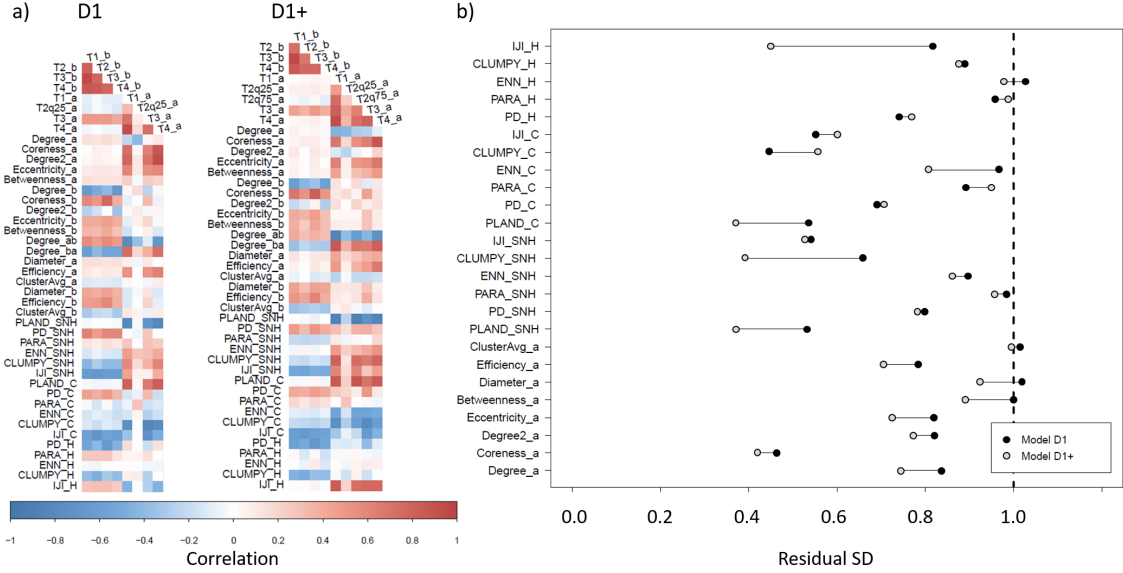 a)
D1
T1_b
T2_b T2_b
T3_b T3_b
T4_b T4_b
T1_a T1_a
T2q25_a T2q25_a
T3_a T3_a
T4_a T4_a
Degree_a
Coreness_a
Degree2_a
Eccentricity_a
Betweenness_a
Degree_b
Coreness_b
Degree2_b
Eccentricity_b
Betweenness_b
Degree_ab
Degree_ba
Diameter_a
Efficiency_a
ClusterAvg_a
Diameter_b
Efficiency_b
ClusterAvg_b
PLAND_SNH
PD_SNH
PARA_SNH
ENN_SNH
CLUMPY_SNH
IJI_SNH
PLAND_C
PD_C
PARA_C
ENN_C
CLUMPY_C
IJI_C
PD_H
PARA_H
ENN_H
CLUMPY_H
IJI_H
D1+
T1_b
T2_b T2_b
T3_b T3_b
T4_b T4_b
T1_a T1_a
T2q25_a T2q25_a
T2q75_a T2q75_a
T3_a T3_a
T4_a T4_a
Degree_a
Coreness_a
Degree2_a
Eccentricity_a
Betweenness_a
Degree_b
Coreness_b
Degree2_b
Eccentricity_b
Betweenness_b
Degree_ab
Degree_ba
Diameter_a
Efficiency_a
ClusterAvg_a
Diameter_b
Efficiency_b
ClusterAvg_b
PLAND_SNH
PD_SNH
PARA_SNH
ENN_SNH
CLUMPY_SNH
IJI_SNH
PLAND_C
PD_C
PARA_C
ENN_C
CLUMPY_C
IJI_C
PD_H
PARA_H
ENN_H
CLUMPY_H
IJI_H
−1 −0.8 −0.6 −0.4 −0.2 0 0.2 0.4 0.6 0.8 1
Correlation
b)
IJI_H
CLUMPY_H
ENN_H
PARA_H
PD_H
IJI_C
CLUMPY_C
ENN_C
PARA_C
PD_C
PLAND_C
IJI_SNH
CLUMPY_SNH
ENN_SNH
PARA_SNH
PD_SNH
PLAND_SNH
ClusterAvg_a
Efficiency_a
Diameter_a
Betweenness_a
Eccentricity_a
Degree2_a
Coreness_a
Degree_a
Model D1
Model D1+
0.0 0.2 0.4 0.6 0.8 1.0
Residual SD